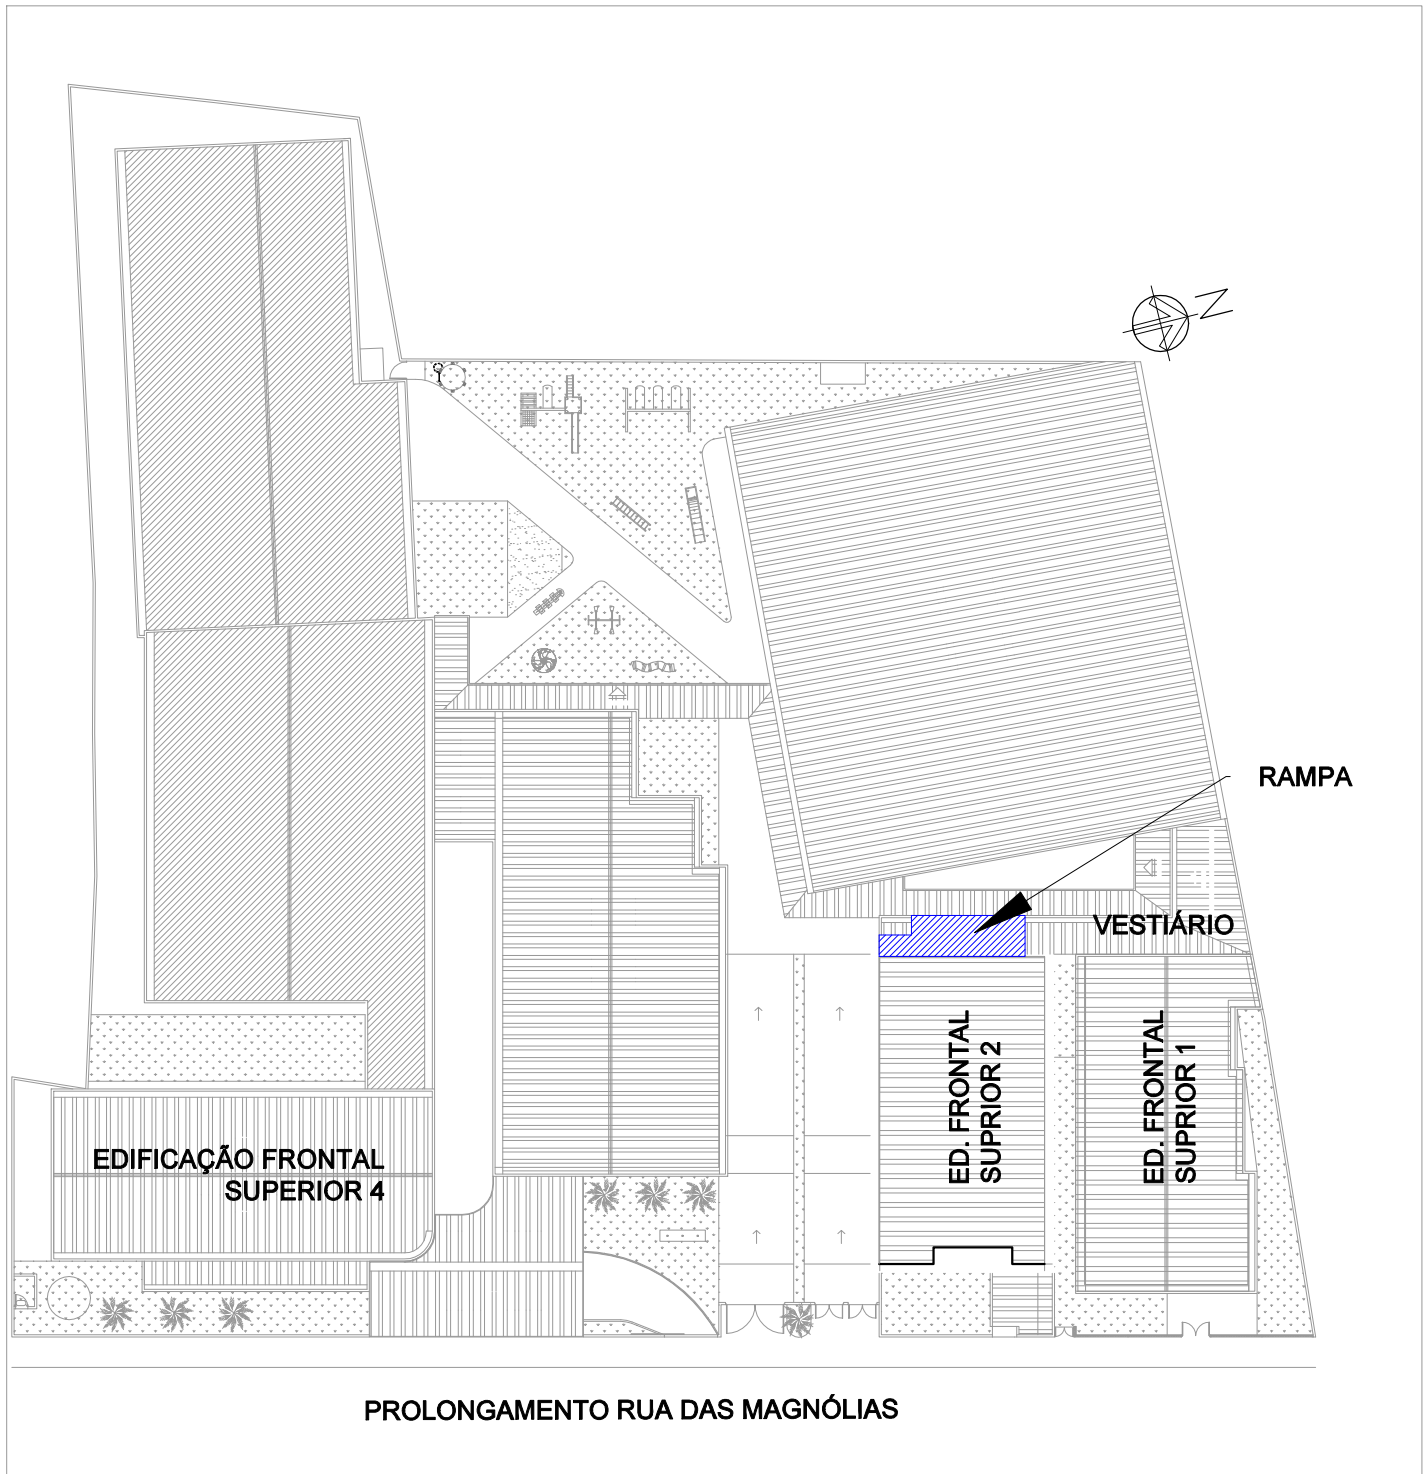 N
RAMPA
VESTIÁRIO
ED. FRONTAL
SUPRIOR 2
ED. FRONTAL
SUPRIOR 1
EDIFICAÇÃO FRONTAL
SUPERIOR 4
PROLONGAMENTO RUA DAS MAGNÓLIAS